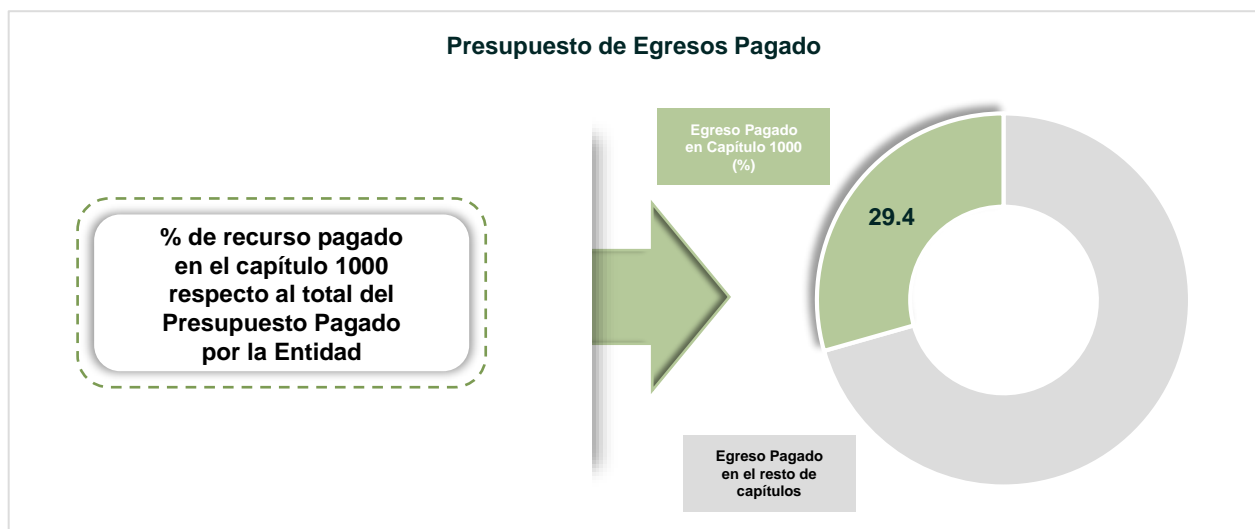 Presupuesto de Egresos Pagado
% de recurso pagado
en el capítulo 1000
respecto al total del
Presupuesto Pagado
por la Entidad
Egreso Pagado
en Capítulo 1000
(%)
29.4
Egreso Pagado
en el resto de
capítulos